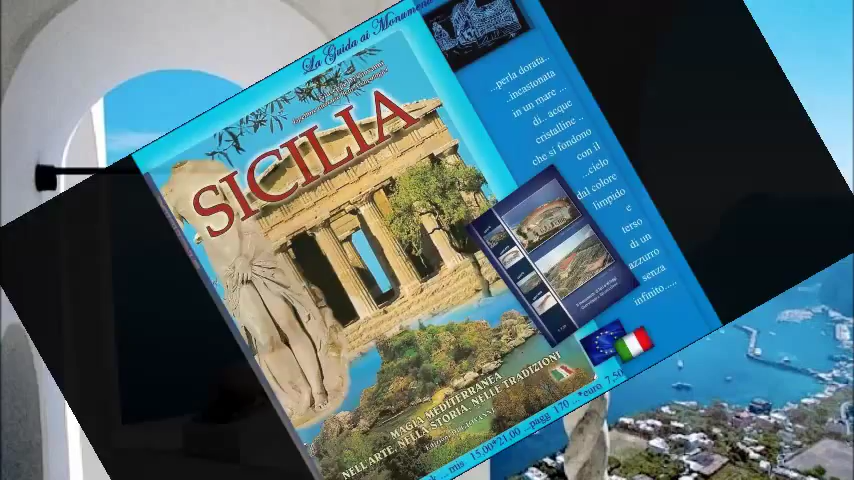 La Guida ai Monumen
SICILIA
MAGIA MEDITERRANEA
NELL'ARTE, NELLA STORIA, NELLE TRADIZIONI
...mis 15.00*21.00 ...pagg 170 ...*euro 7,50
...perla dorata..
..incastonata
in un mare ...
di.. acque
cristalline ..
che si fondono
con il
...cielo
dal colore
limpido
e
terso
di un
azzurro
senza
infinito.....